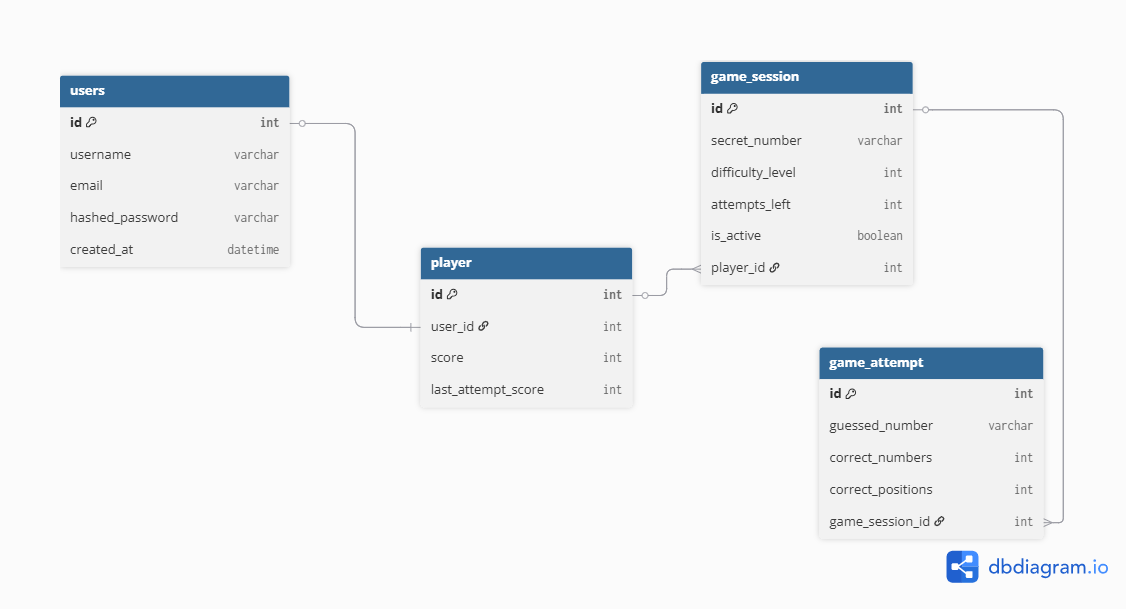 users
id int
username varchar
email varchar
hashed_password varchar
created_at datetime
player
id int
user_id int
score int
last_attempt_score int
game_session
id int
secret_number varchar
difficulty_level int
attempts_left int
is_active boolean
player_id int
game_attempt
id int
guessed_number varchar
correct_numbers int
correct_positions int
game_session_id int
dbdiagram.io